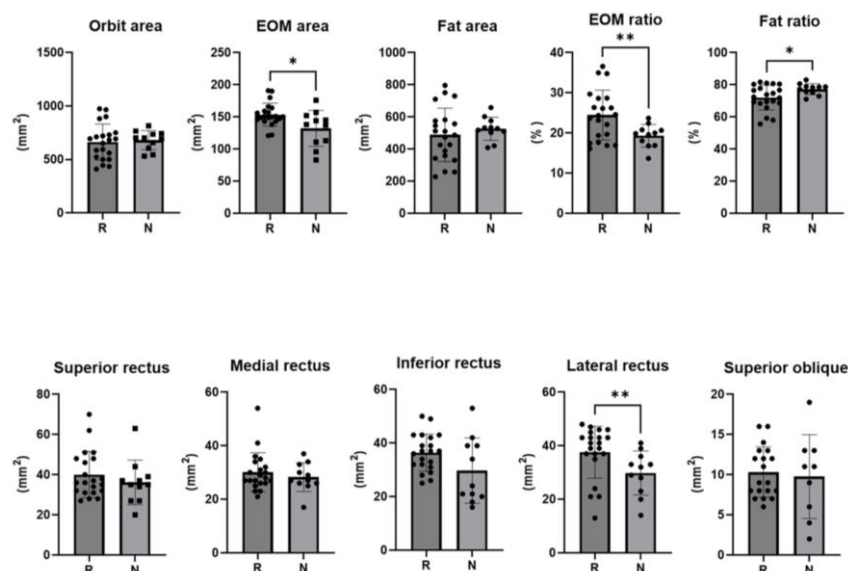 Orbit area
EOM area
Fat area
EOM ratio
Fat ratio
*
**
*
(mm²)
1500
1000
500
0
R
N
(mm²)
250
200
150
100
50
0
R
N
(mm²)
1000
800
600
400
200
0
R
N
(%)
40
30
20
10
0
R
N
(%)
100
80
60
40
20
0
R
N
Superior rectus
Medial rectus
Inferior rectus
Lateral rectus
Superior oblique
**
(mm²)
80
60
40
20
0
R
N
(mm²)
60
40
20
0
R
N
(mm²)
60
40
20
0
R
N
(mm²)
60
40
20
0
R
N
(mm²)
20
15
10
5
0
R
N